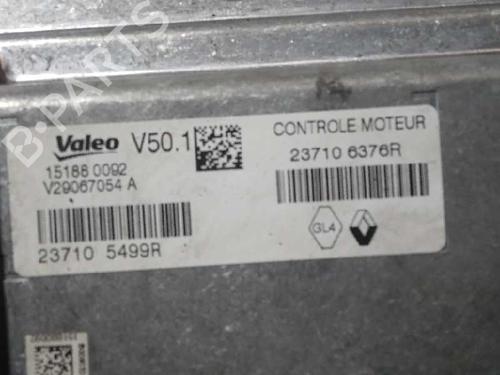 Valeo V50.1
CONTROLE MOTEUR
15188 0092
V29067054 A
23710 6376R
23710 5499R
GL4
B-PARTS